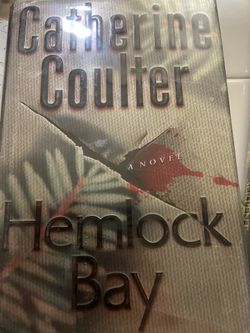 Catherine
Coulter
A NOVEL
Hemlock
Bay